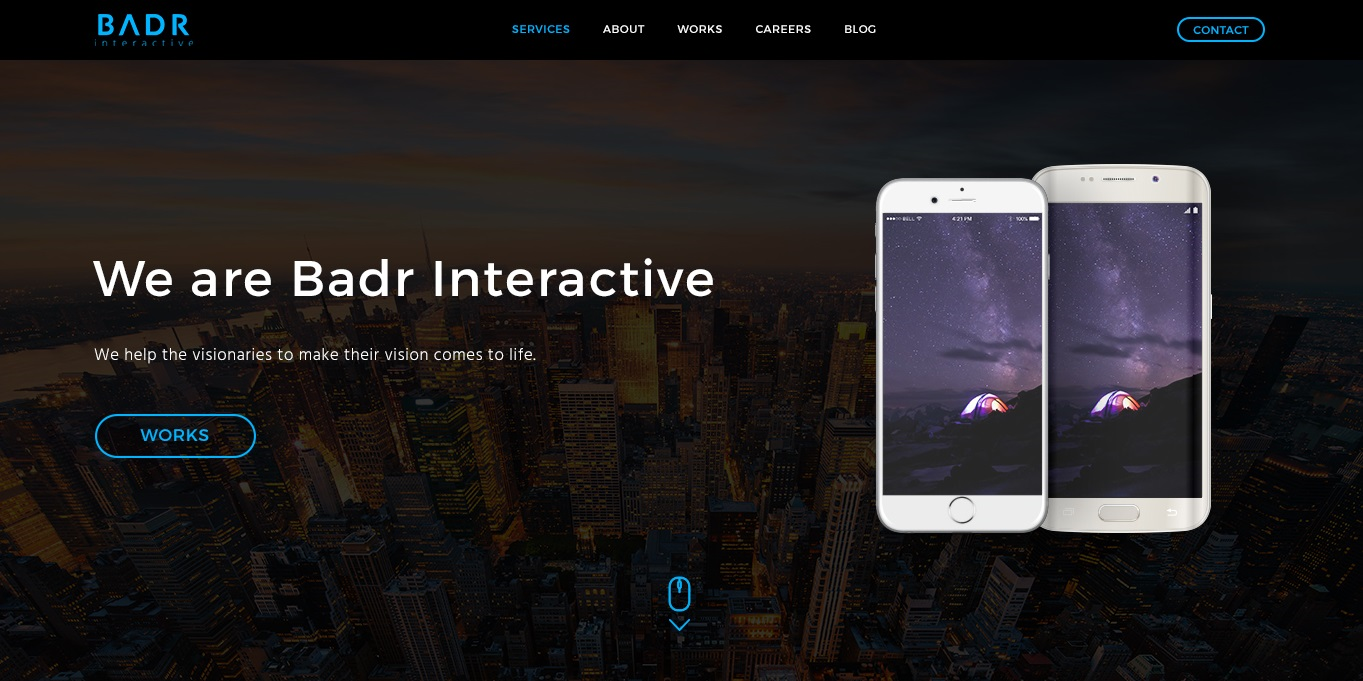 BADR
interactive
SERVICES
ABOUT
WORKS
CAREERS
BLOG
CONTACT
We are Badr Interactive
We help the visionaries to make their vision comes to life.
WORKS
BELL
4:21 PM
100%